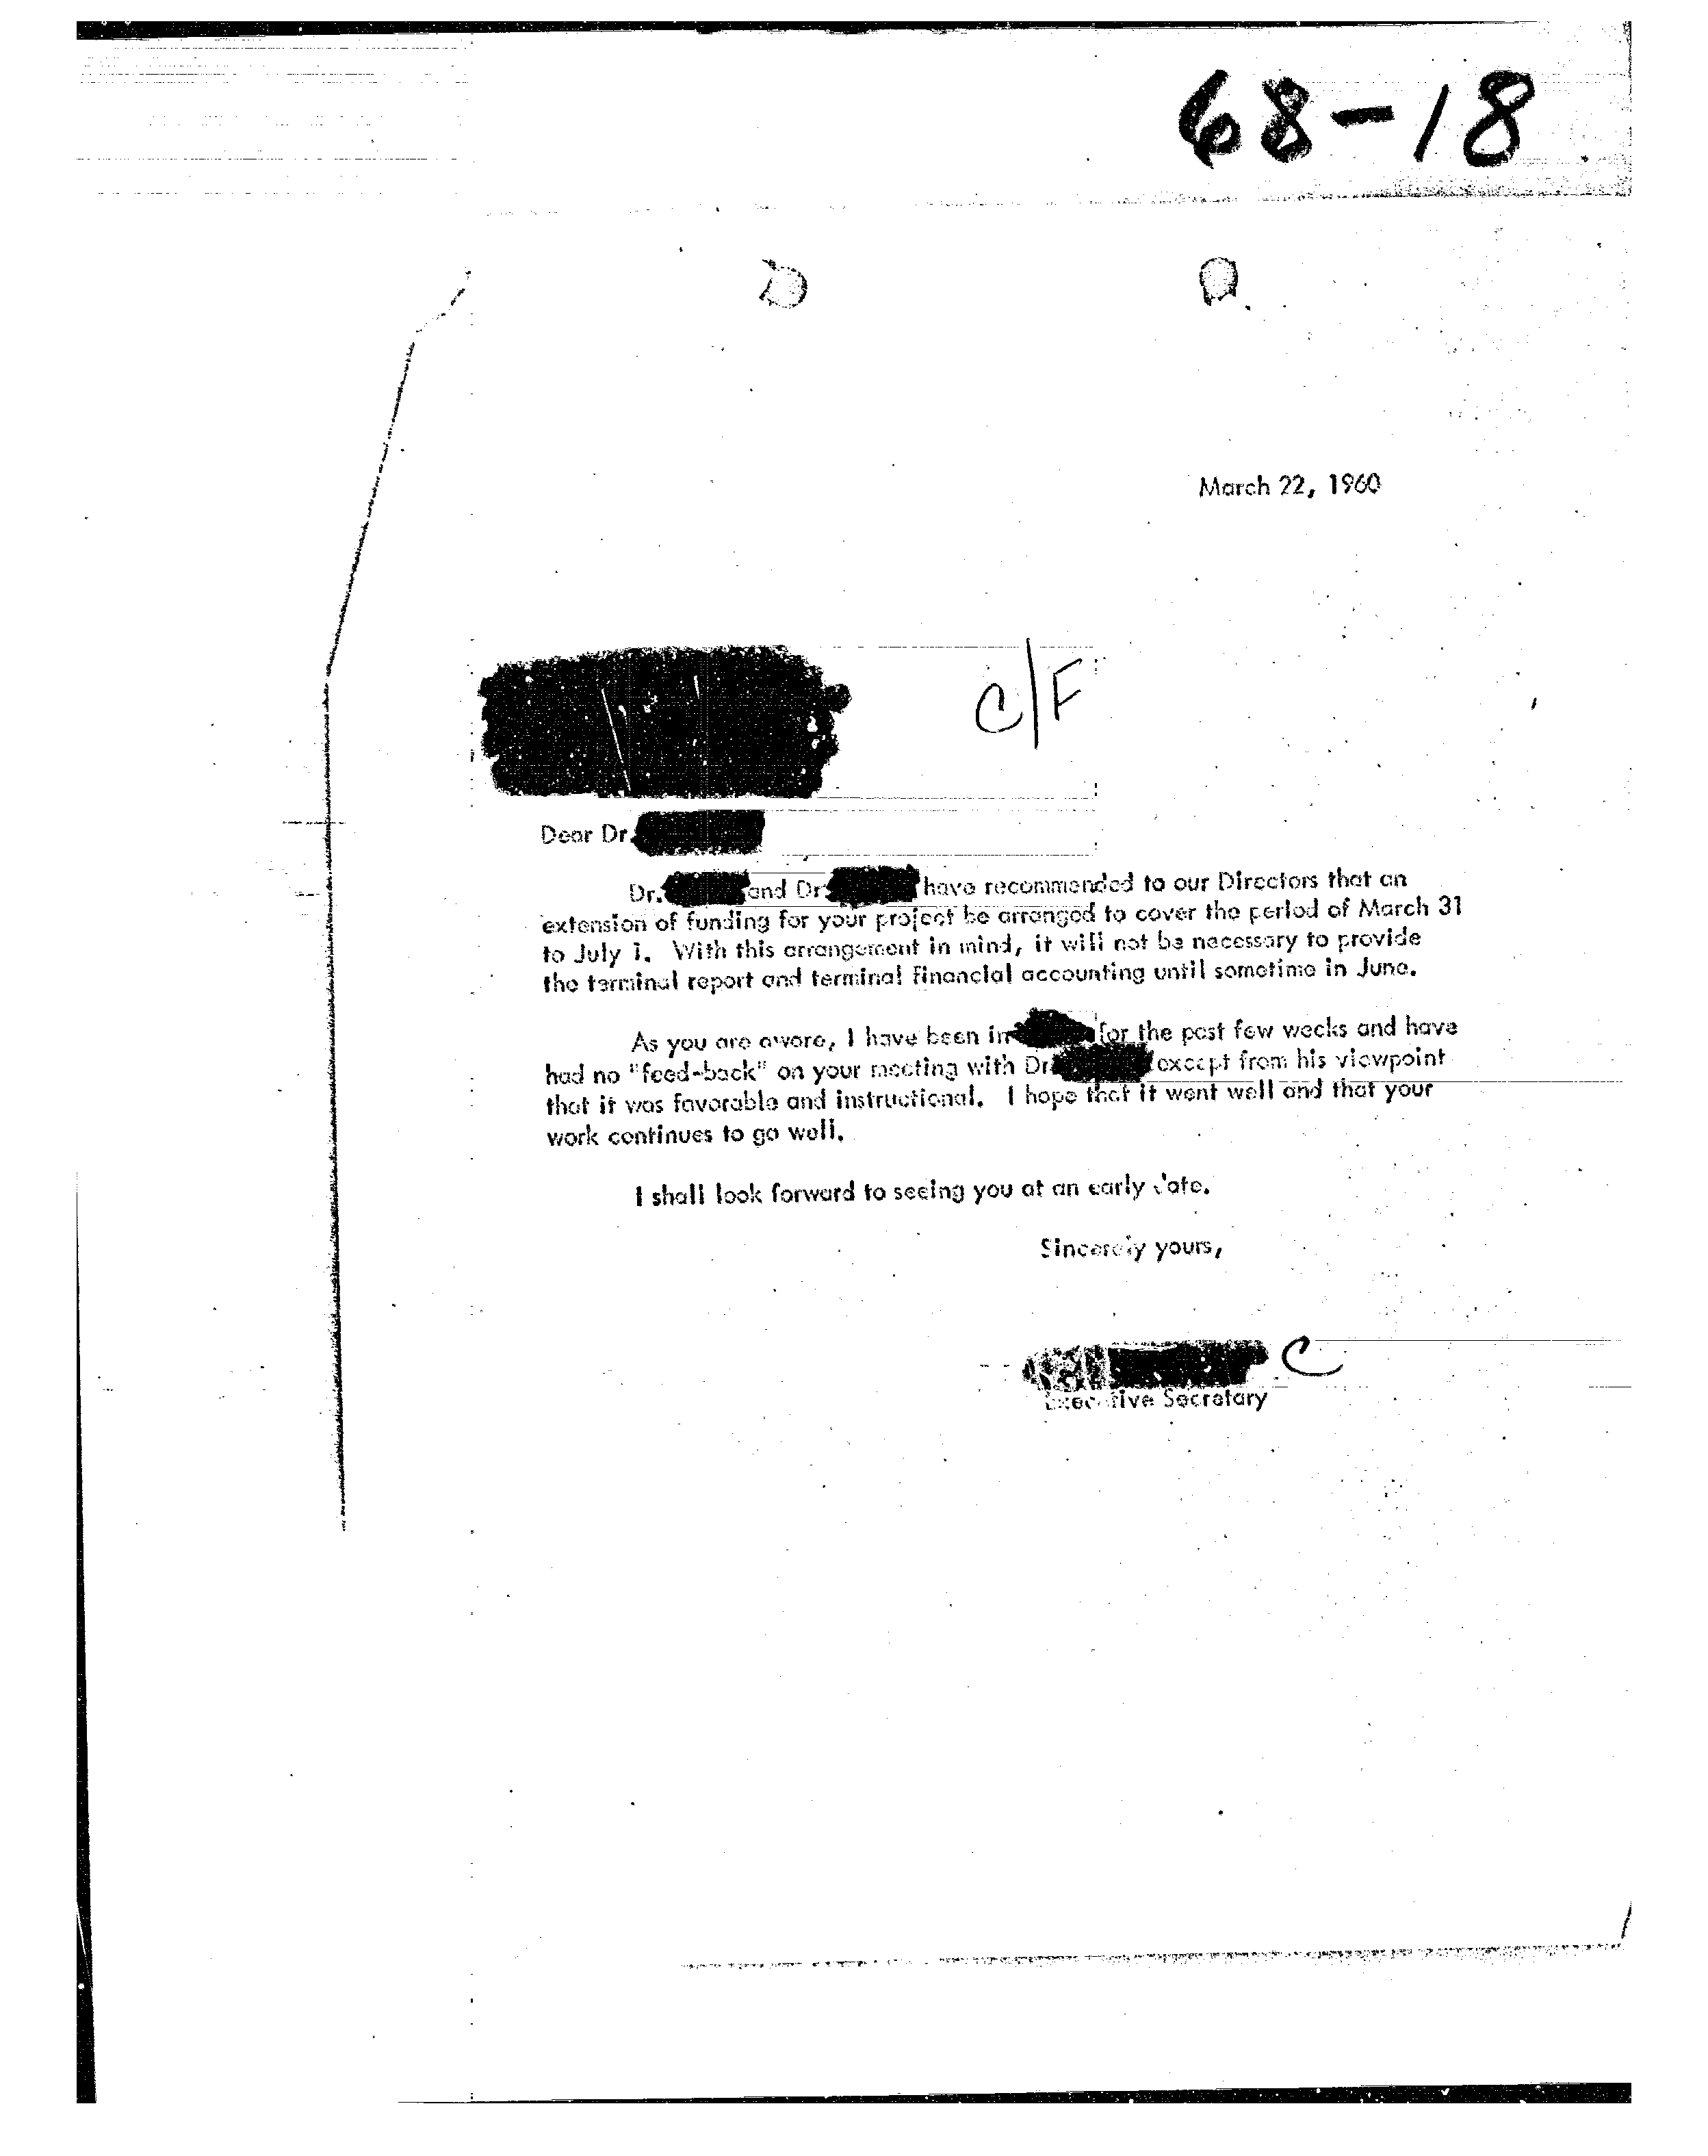 68-18
March 22, 1960
C/F
Dear Dr.
Dr. and Dr. have recommended to our Directors that an
extension of funding for your project be arranged to cover the period of March 31
to July 1. With this arrangement in mind, it will not be necessary to provide
the terminal report and terminal financial accounting until sometime in June.
As you are aware, I have been in for the past few weeks and have
had no "feed-back" on your meeting with Dr. except from his viewpoint
that it was favorable and instructional. I hope that it went well and that your
work continues to go well.
I shall look forward to seeing you at an early date.
Sincerely yours,
C
Executive Secretary